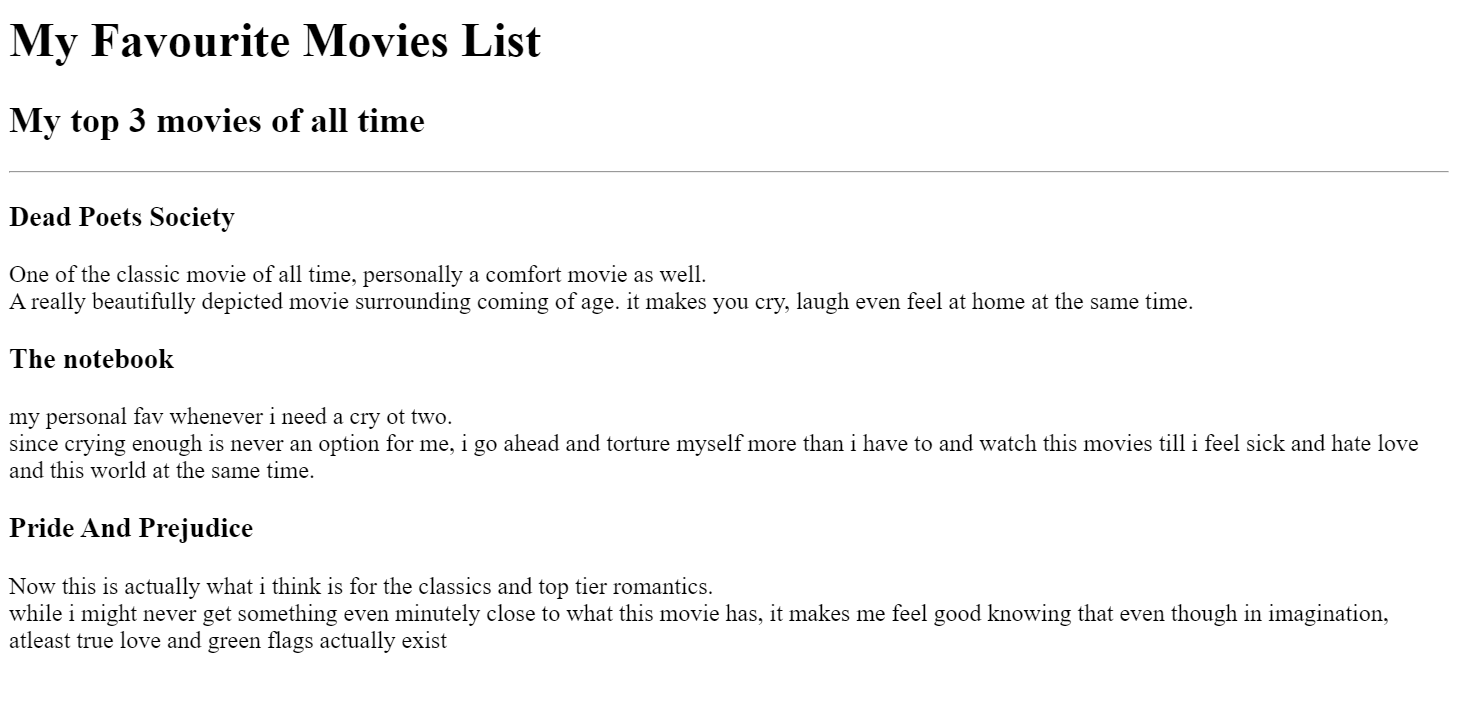 My Favourite Movies List
My top 3 movies of all time
Dead Poets Society
One of the classic movie of all time, personally a comfort movie as well.
A really beautifully depicted movie surrounding coming of age. it makes you cry, laugh even feel at home at the same time.
The notebook
my personal fav whenever i need a cry ot two.
since crying enough is never an option for me, i go ahead and torture myself more than i have to and watch this movies till i feel sick and hate love
and this world at the same time.
Pride And Prejudice
Now this is actually what i think is for the classics and top tier romantics.
while i might never get something even minutely close to what this movie has, it makes me feel good knowing that even though in imagination,
atleast true love and green flags actually exist